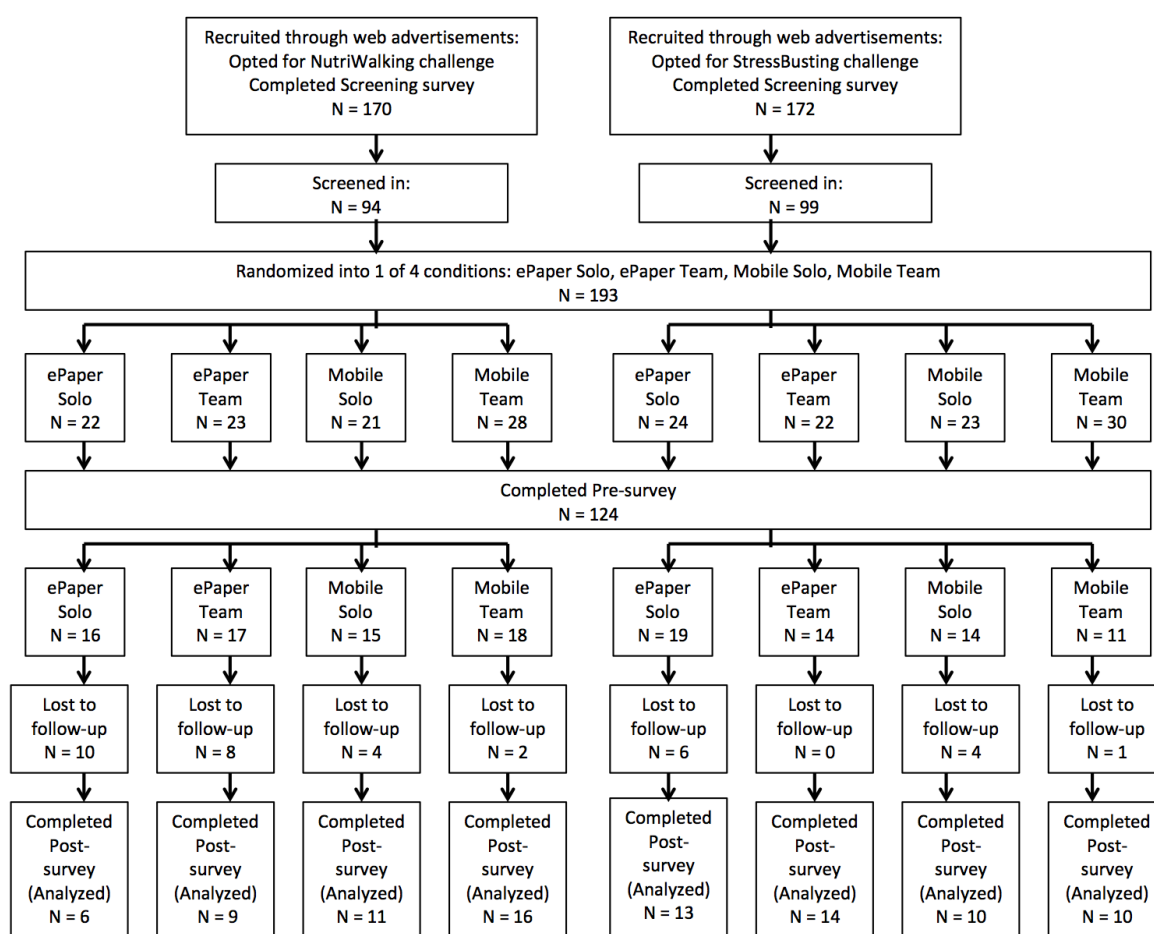 Recruited through web advertisements:
Opted for NutriWalking challenge
Completed Screening survey
N = 170
Recruited through web advertisements:
Opted for StressBusting challenge
Completed Screening survey
N = 172
Screened in:
N = 94
Screened in:
N = 99
Randomized into 1 of 4 conditions: ePaper Solo, ePaper Team, Mobile Solo, Mobile Team
N = 193
ePaper
Solo
N = 22
ePaper
Team
N = 23
Mobile
Solo
N = 21
Mobile
Team
N = 28
ePaper
Solo
N = 24
ePaper
Team
N = 22
Mobile
Solo
N = 23
Mobile
Team
N = 30
Completed Pre-survey
N = 124
ePaper
Solo
N = 16
ePaper
Team
N = 17
Mobile
Solo
N = 15
Mobile
Team
N = 18
ePaper
Solo
N = 19
ePaper
Team
N = 14
Mobile
Solo
N = 14
Mobile
Team
N = 11
Lost to
follow-up
N = 10
Lost to
follow-up
N = 8
Lost to
follow-up
N = 4
Lost to
follow-up
N = 2
Lost to
follow-up
N = 6
Lost to
follow-up
N = 0
Lost to
follow-up
N = 4
Lost to
follow-up
N = 1
Completed
Post-
survey
(Analyzed)
N = 6
Completed
Post-
survey
(Analyzed)
N = 9
Completed
Post-
survey
(Analyzed)
N = 11
Completed
Post-
survey
(Analyzed)
N = 16
Completed
Post-
survey
(Analyzed)
N = 13
Completed
Post-
survey
(Analyzed)
N = 14
Completed
Post-
survey
(Analyzed)
N = 10
Completed
Post-
survey
(Analyzed)
N = 10